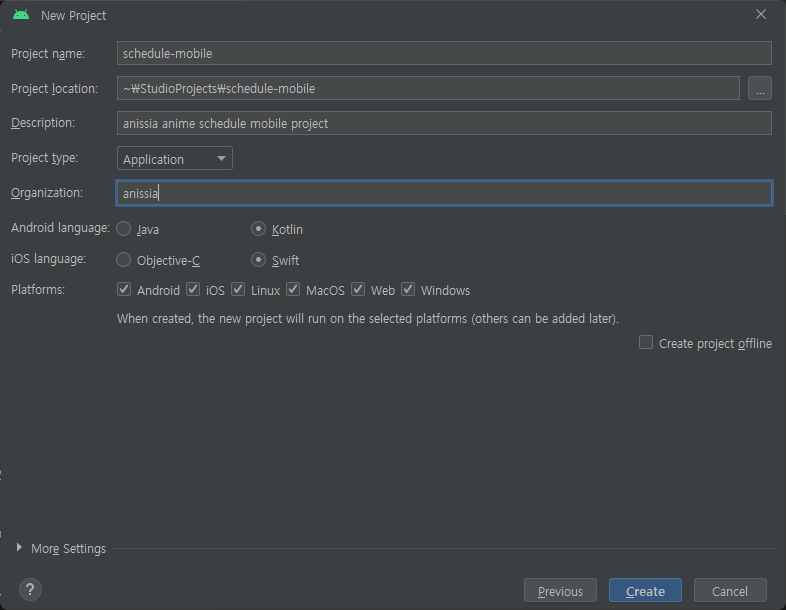 New Project
Project name: schedule-mobile
Project location: ~₩StudioProjects₩schedule-mobile ...
Description: anissia anime schedule mobile project
Project type: Application
Organization: anissia
Android language: Java Kotlin
iOS language: Objective-C Swift
Platforms: Android iOS Linux MacOS Web Windows
When created, the new project will run on the selected platforms (others can be added later).
Create project offline
More Settings
? Previous Create Cancel